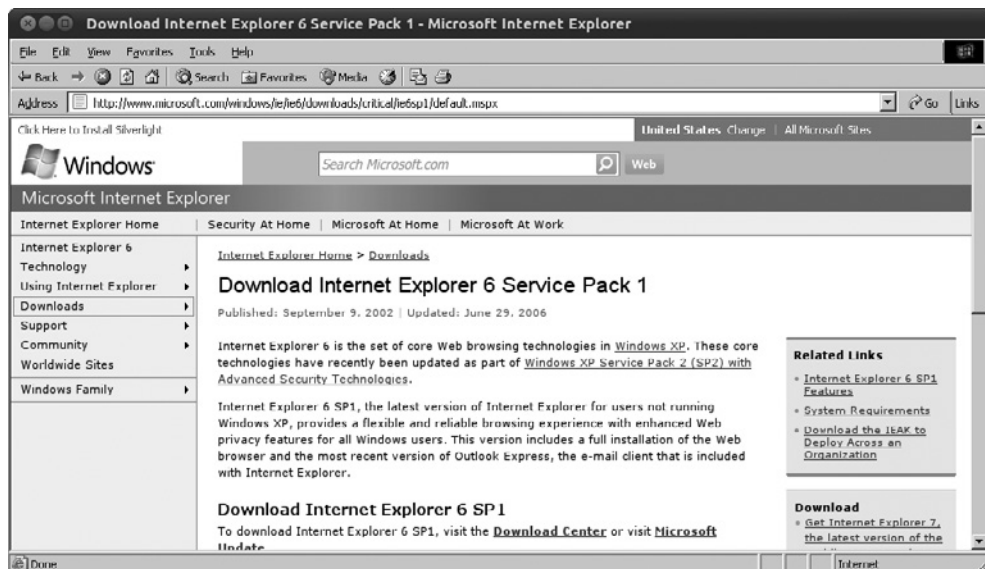 Download Internet Explorer 6 Service Pack 1 - Microsoft Internet Explorer
File Edit View Favorites Tools Help
Back Search Favorites Media
Address http://www.microsoft.com/windows/ie/ie6/downloads/critical/ie6sp1/default.mspx Go Links
Click Here to Install Silverlight United States Change | All Microsoft Sites
Windows Search Microsoft.com Web
Microsoft Internet Explorer
Internet Explorer Home | Security At Home | Microsoft At Home | Microsoft At Work
Internet Explorer 6
Technology
Using Internet Explorer
Downloads
Support
Community
Worldwide Sites
Windows Family
Internet Explorer Home > Downloads
Download Internet Explorer 6 Service Pack 1
Published: September 9, 2002 | Updated: June 29, 2006
Internet Explorer 6 is the set of core Web browsing technologies in Windows XP. These core
technologies have recently been updated as part of Windows XP Service Pack 2 (SP2) with
Advanced Security Technologies.
Internet Explorer 6 SP1, the latest version of Internet Explorer for users not running
Windows XP, provides a flexible and reliable browsing experience with enhanced Web
privacy features for all Windows users. This version includes a full installation of the Web
browser and the most recent version of Outlook Express, the e-mail client that is included
with Internet Explorer.
Download Internet Explorer 6 SP1
To download Internet Explorer 6 SP1, visit the Download Center or visit Microsoft
Update
Related Links
Internet Explorer 6 SP1
Features
System Requirements
Download the IEAK to
Deploy Across an
Organization
Download
Get Internet Explorer 7,
the latest version of the
Done Internet